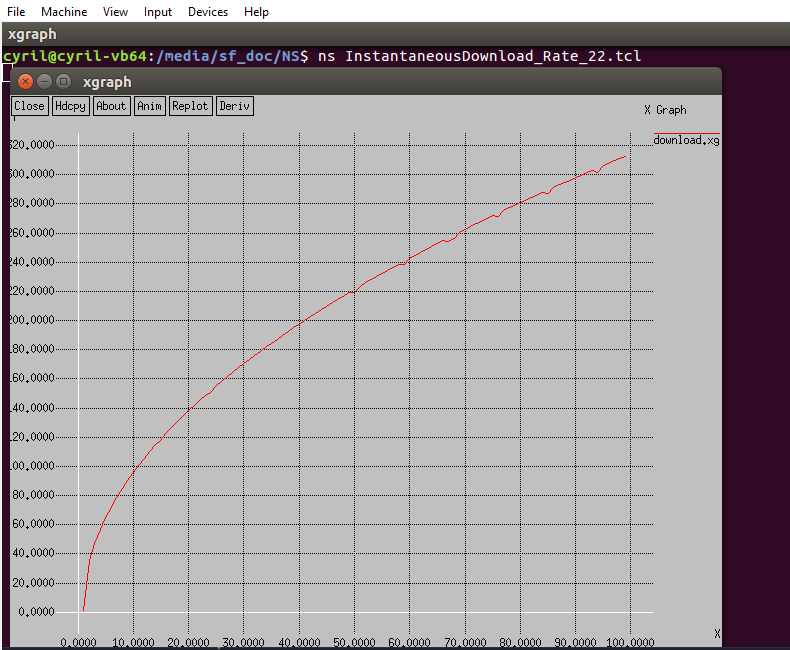 File Machine View Input Devices Help
xgraph
cyril@cyril-vb64:/media/sf_doc/NS$ ns InstantaneousDownload_Rate_22.tcl
xgraph
Close Hdcpy About Anim Replot Deriv
X Graph
download.xg
320.0000
300.0000
280.0000
260.0000
240.0000
220.0000
200.0000
180.0000
160.0000
140.0000
120.0000
100.0000
80.0000
60.0000
40.0000
20.0000
0.0000
X
0.0000 10.0000 20.0000 30.0000 40.0000 50.0000 60.0000 70.0000 80.0000 90.0000 100.0000